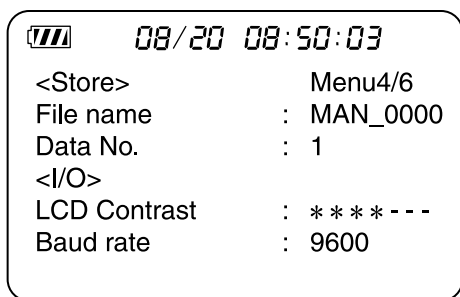 08/20 08:50:03
<Store> Menu4/6
File name : MAN_0000
Data No. : 1
<I/O>
LCD Contrast : ****---
Baud rate : 9600